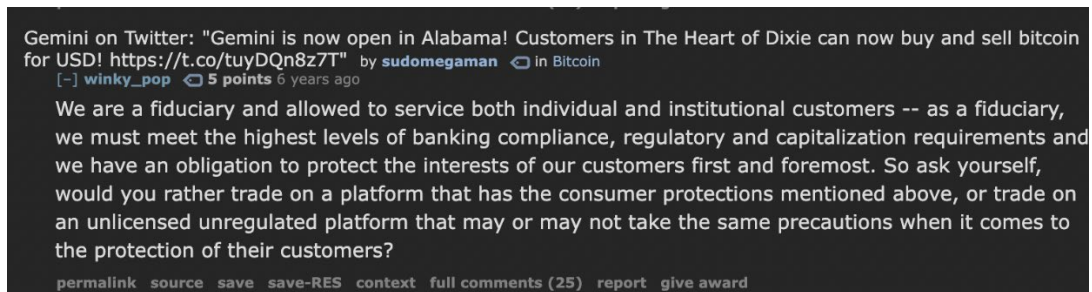 Gemini on Twitter: "Gemini is now open in Alabama! Customers in The Heart of Dixie can now buy and sell bitcoin
for USD! https://t.co/tuyDQn8z7T" by sudomegaman in Bitcoin
[-] winky_pop 5 points 6 years ago
We are a fiduciary and allowed to service both individual and institutional customers -- as a fiduciary,
we must meet the highest levels of banking compliance, regulatory and capitalization requirements and
we have an obligation to protect the interests of our customers first and foremost. So ask yourself,
would you rather trade on a platform that has the consumer protections mentioned above, or trade on
an unlicensed unregulated platform that may or may not take the same precautions when it comes to
the protection of their customers?
permalink source save save-RES context full comments (25) report give award